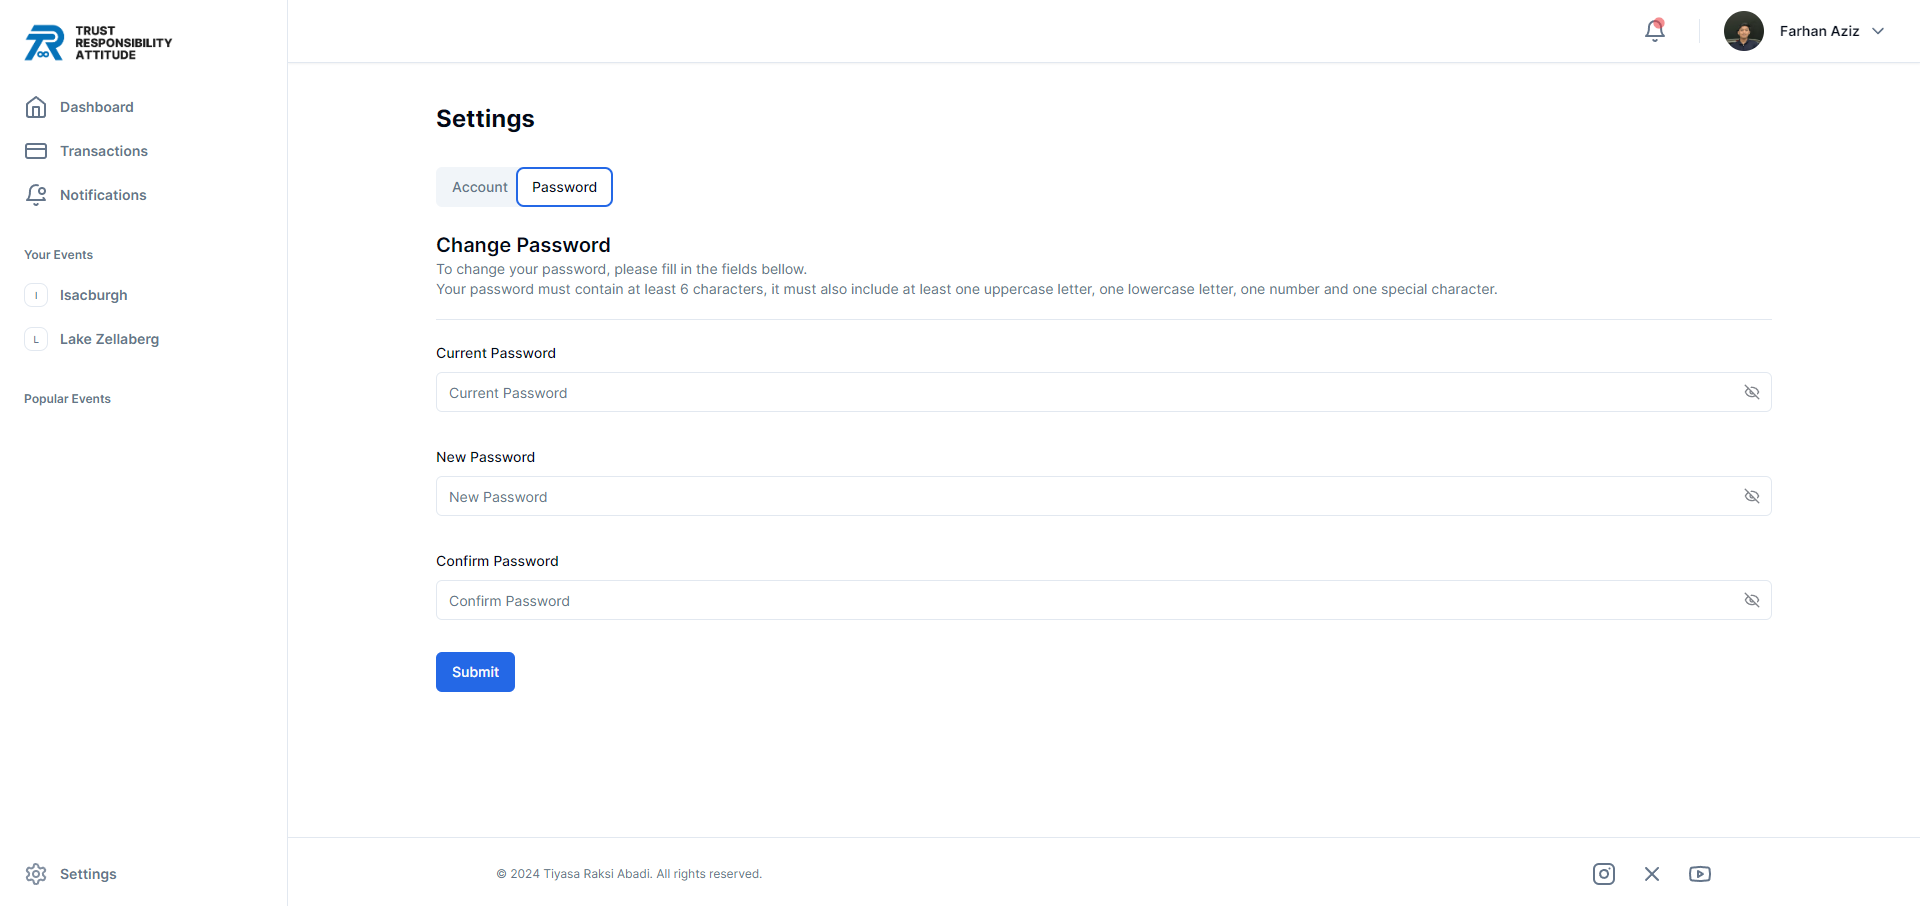 TRUST
RESPONSIBILITY
ATTITUDE
Dashboard
Transactions
Notifications
Your Events
I Isacburgh
L Lake Zellaberg
Popular Events
Settings
Farhan Aziz
Settings
Account Password
Change Password
To change your password, please fill in the fields bellow.
Your password must contain at least 6 characters, it must also include at least one uppercase letter, one lowercase letter, one number and one special character.
Current Password
Current Password
New Password
New Password
Confirm Password
Confirm Password
Submit
© 2024 Tiyasa Raksi Abadi. All rights reserved.